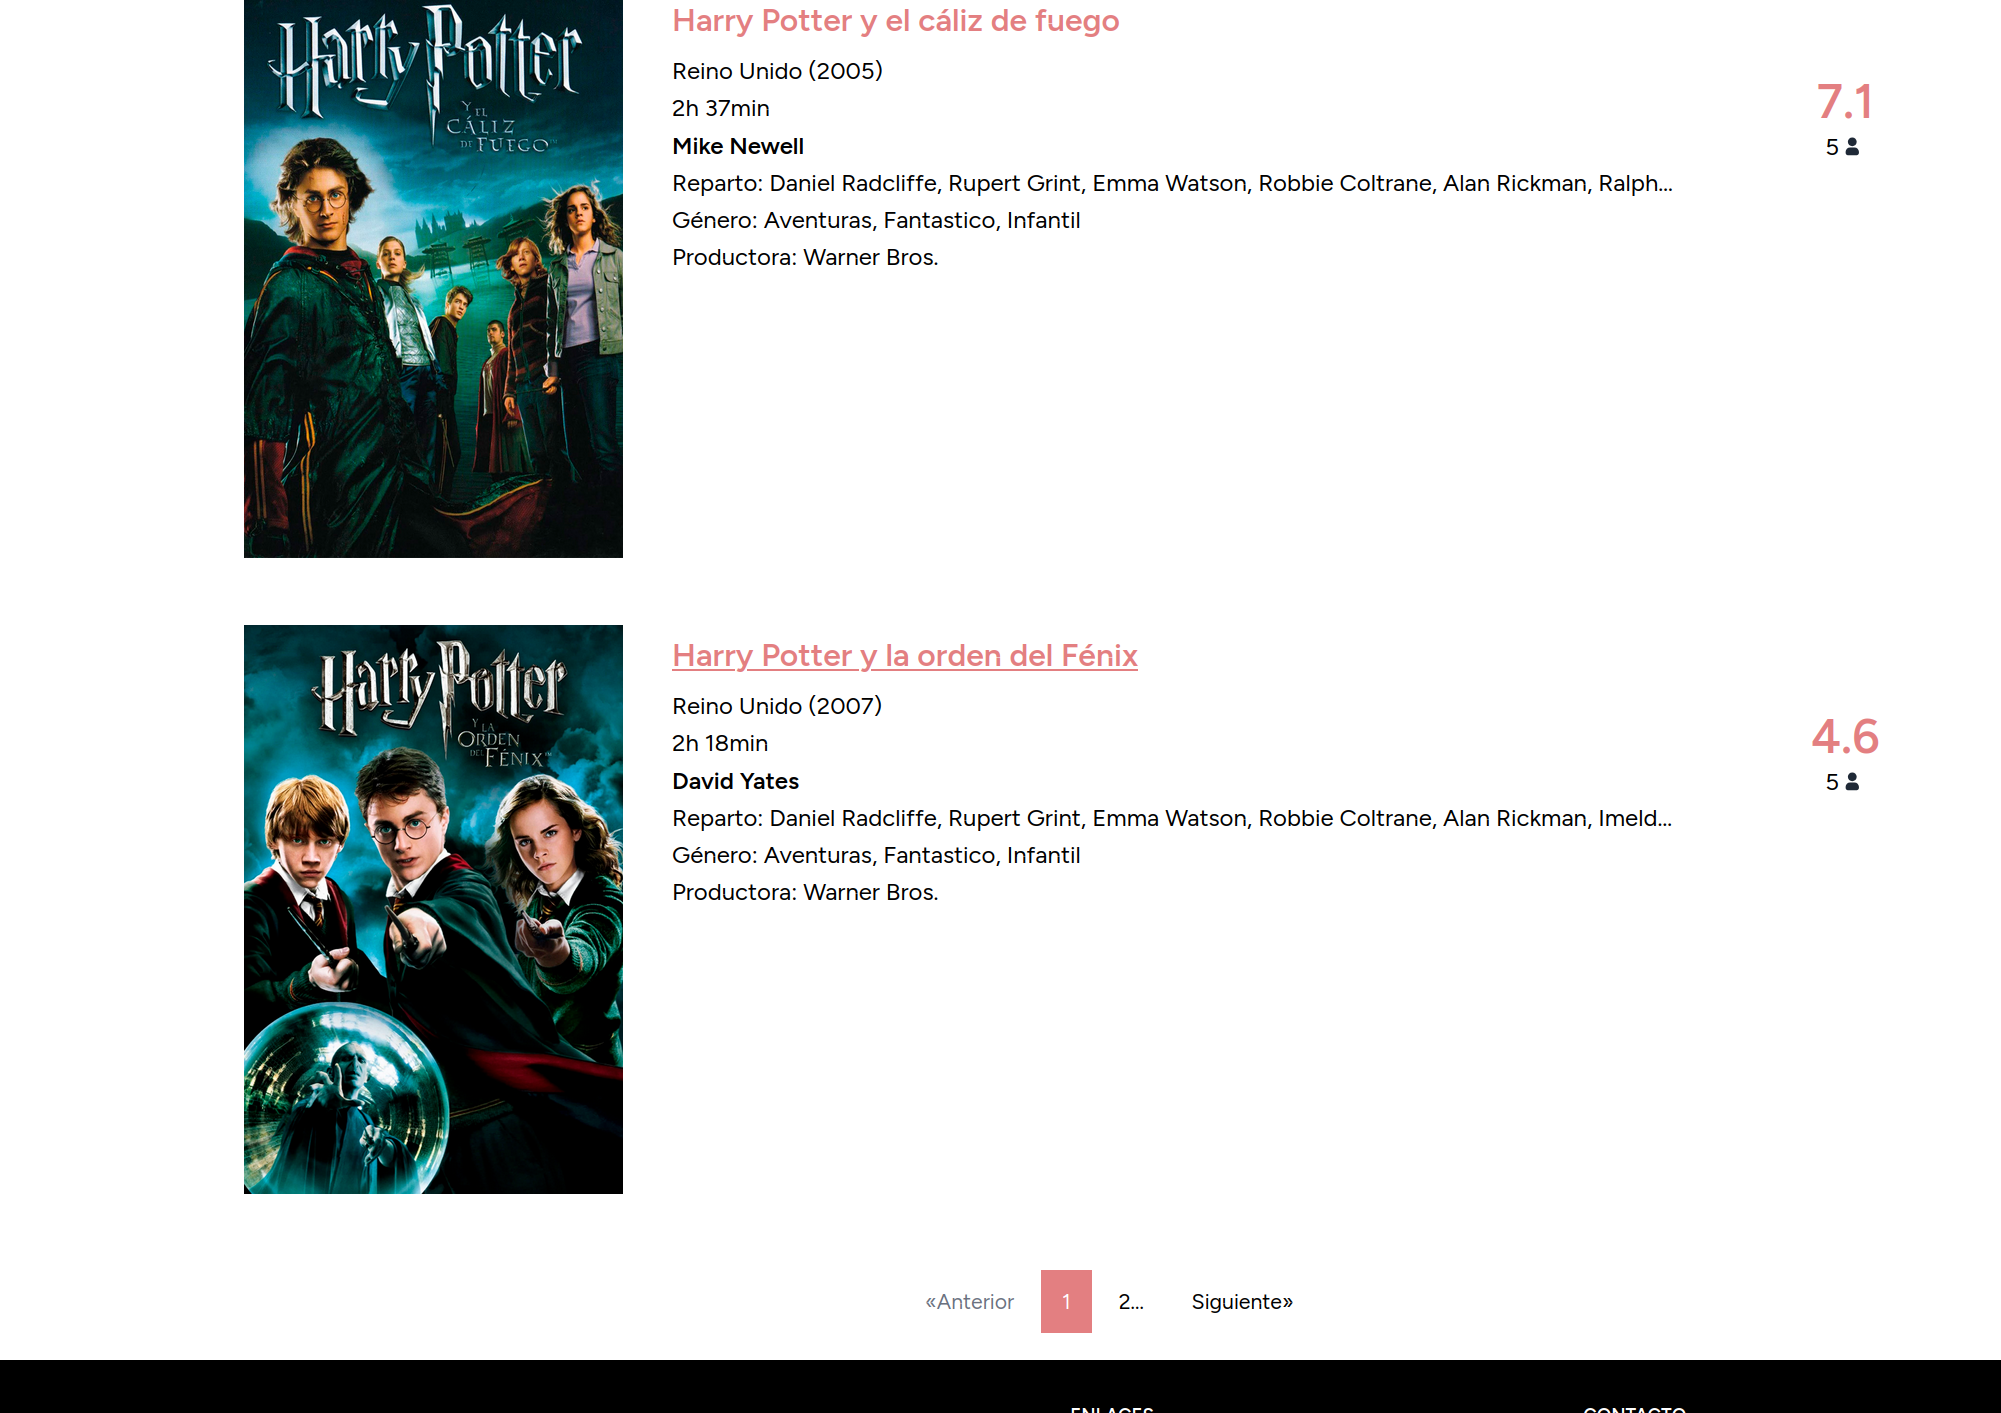 Harry Potter
Y EL
CÁLIZ
DE FUEGO
Harry Potter y el cáliz de fuego
Reino Unido (2005)
2h 37min
Mike Newell
Reparto: Daniel Radcliffe, Rupert Grint, Emma Watson, Robbie Coltrane, Alan Rickman, Ralph...
Género: Aventuras, Fantastico, Infantil
Productora: Warner Bros.
7.1
5
Harry Potter
Y LA
ORDEN
DEL FÉNIX
Harry Potter y la orden del Fénix
Reino Unido (2007)
2h 18min
David Yates
Reparto: Daniel Radcliffe, Rupert Grint, Emma Watson, Robbie Coltrane, Alan Rickman, Imeld...
Género: Aventuras, Fantastico, Infantil
Productora: Warner Bros.
4.6
5
«Anterior 1 2... Siguiente»
ENLACES CONTACTO